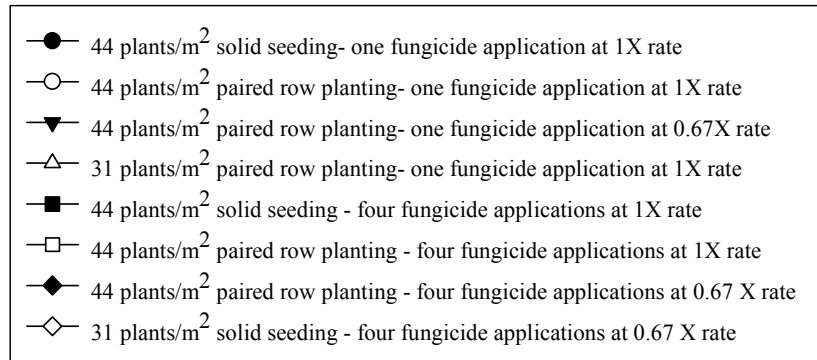 44 plants/m² solid seeding- one fungicide application at 1X rate
44 plants/m² paired row planting- one fungicide application at 1X rate
44 plants/m² paired row planting- one fungicide application at 0.67X rate
31 plants/m² paired row planting- one fungicide application at 1X rate
44 plants/m² solid seeding - four fungicide applications at 1X rate
44 plants/m² paired row planting - four fungicide applications at 1X rate
44 plants/m² paired row planting - four fungicide applications at 0.67 X rate
31 plants/m² solid seeding - four fungicide applications at 0.67 X rate